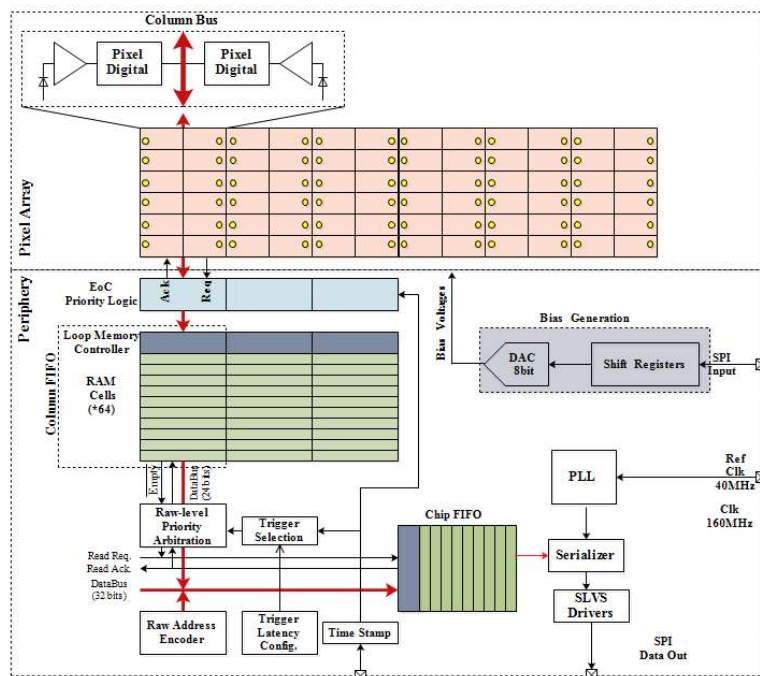 Column Bus
Pixel
Digital
Pixel
Digital
Pixel Array
Periphery
EoC
Priority Logic
Ack
Req
Loop Memory
Controller
Column FIFO
RAM
Cells
(*64)
Bias Voltages
Bias Generation
DAC
8bit
Shift Registers
SPI
Input
Empty
DataBus
(24 bits)
Raw-level
Priority
Arbitration
Trigger
Selection
Chip FIFO
PLL
Ref
Clk
40MHz
Clk
160MHz
Read Req.
Read Ack.
DataBus
(32 bits)
Serializer
SLVS
Drivers
Raw Address
Encoder
Trigger
Latency
Config.
Time Stamp
SPI
Data Out